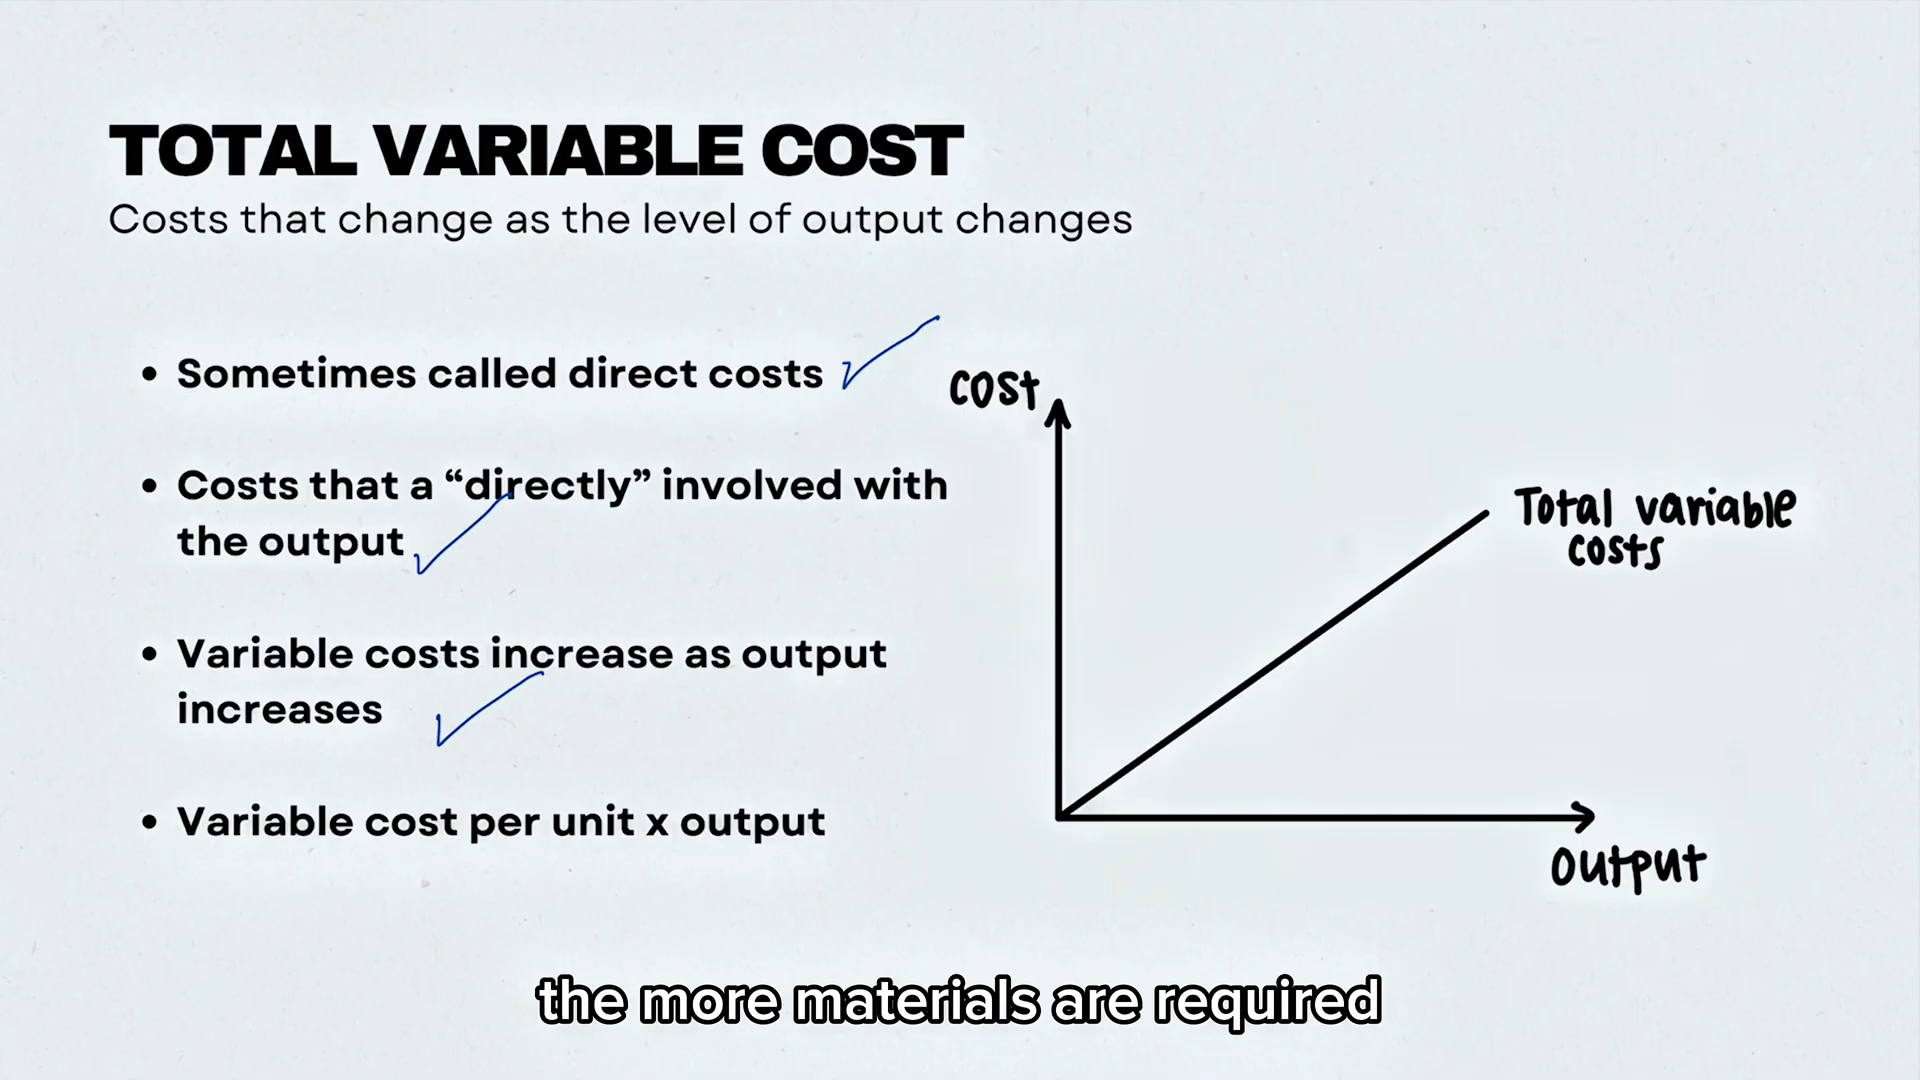 TOTAL VARIABLE COST
Costs that change as the level of output changes
• Sometimes called direct costs
• Costs that a “directly” involved with
the output
• Variable costs increase as output
increases
• Variable cost per unit x output
cost
Total variable
costs
output
the more materials are required